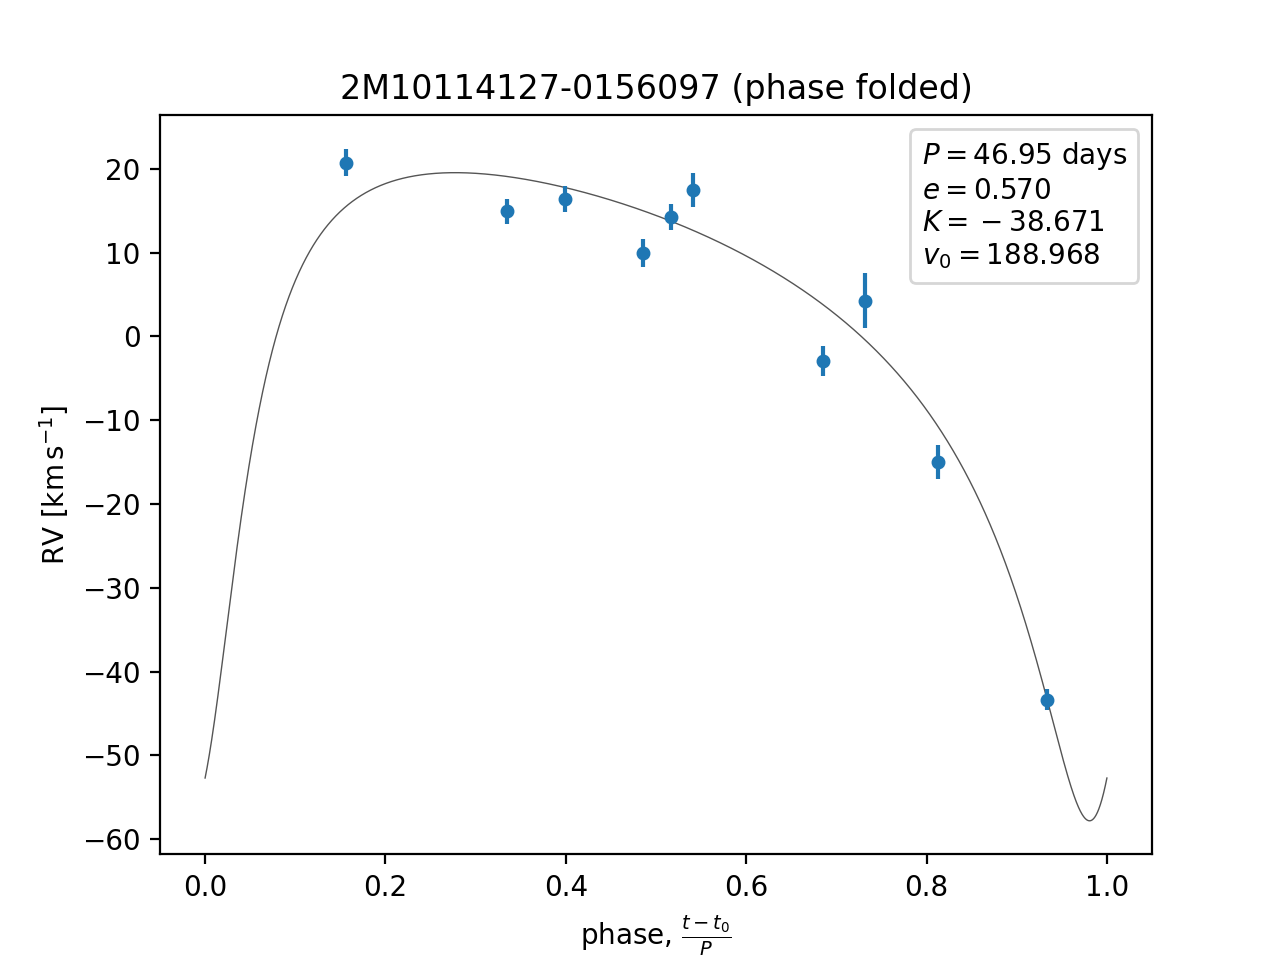 2M10114127-0156097 (phase folded)
P = 46.95 days
e = 0.570
K = −38.671
v₀ = 188.968
20
10
0
−10
−20
−30
−40
−50
−60
RV [km s⁻¹]
0.0 0.2 0.4 0.6 0.8 1.0
phase, (t − t₀)/P